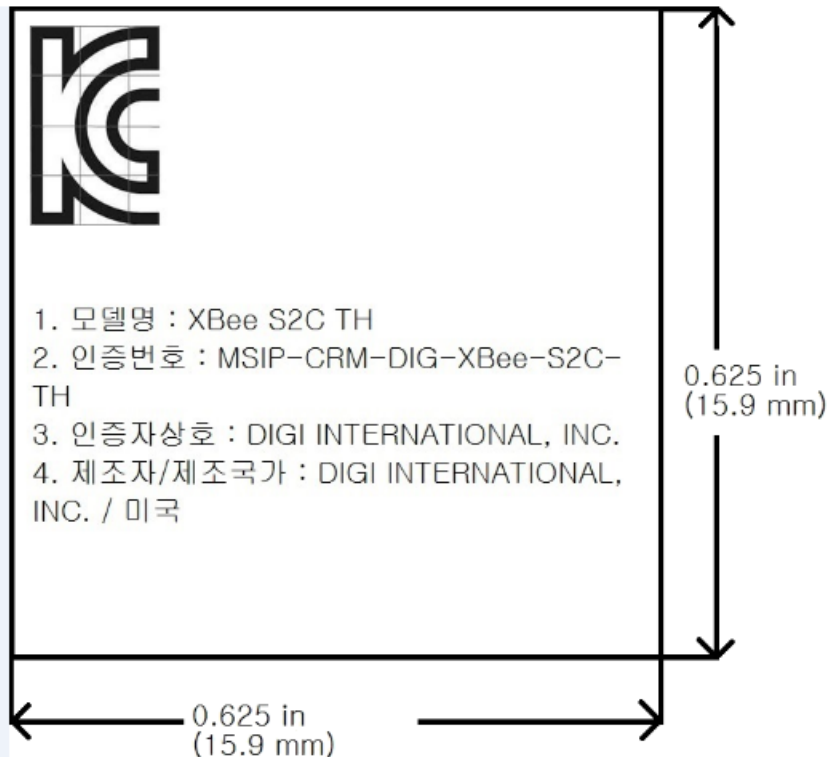 KC
1. 모델명 : XBee S2C TH
2. 인증번호 : MSIP-CRM-DIG-XBee-S2C-
TH
3. 인증자상호 : DIGI INTERNATIONAL, INC.
4. 제조자/제조국가 : DIGI INTERNATIONAL,
INC. / 미국
0.625 in
(15.9 mm)
0.625 in
(15.9 mm)